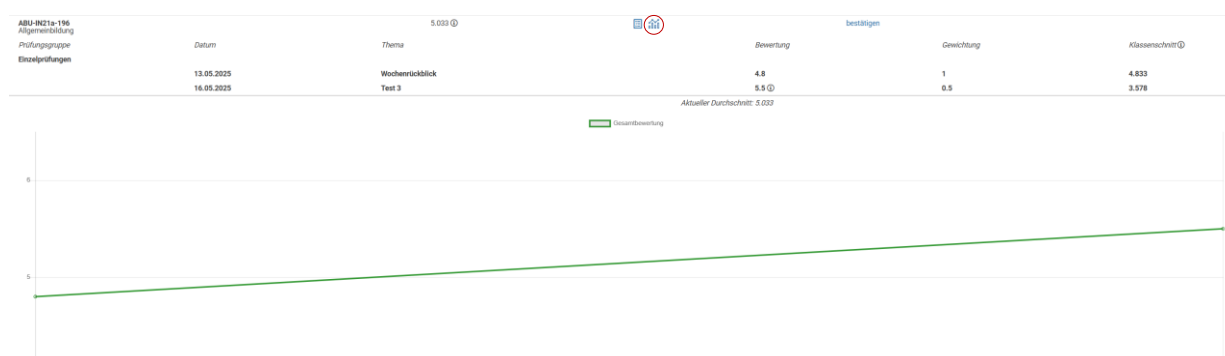 ABU-IN21a-196 5.033 bestätigen
Allgemeinbildung
Prüfungsgruppe Datum Thema Bewertung Gewichtung Klassenschnitt
Einzelprüfungen
13.05.2025 Wochenrückblick 4.8 1 4.833
16.05.2025 Test 3 5.5 0.5 3.578
Aktueller Durchschnitt: 5.033
Gesamtbewertung
6
5